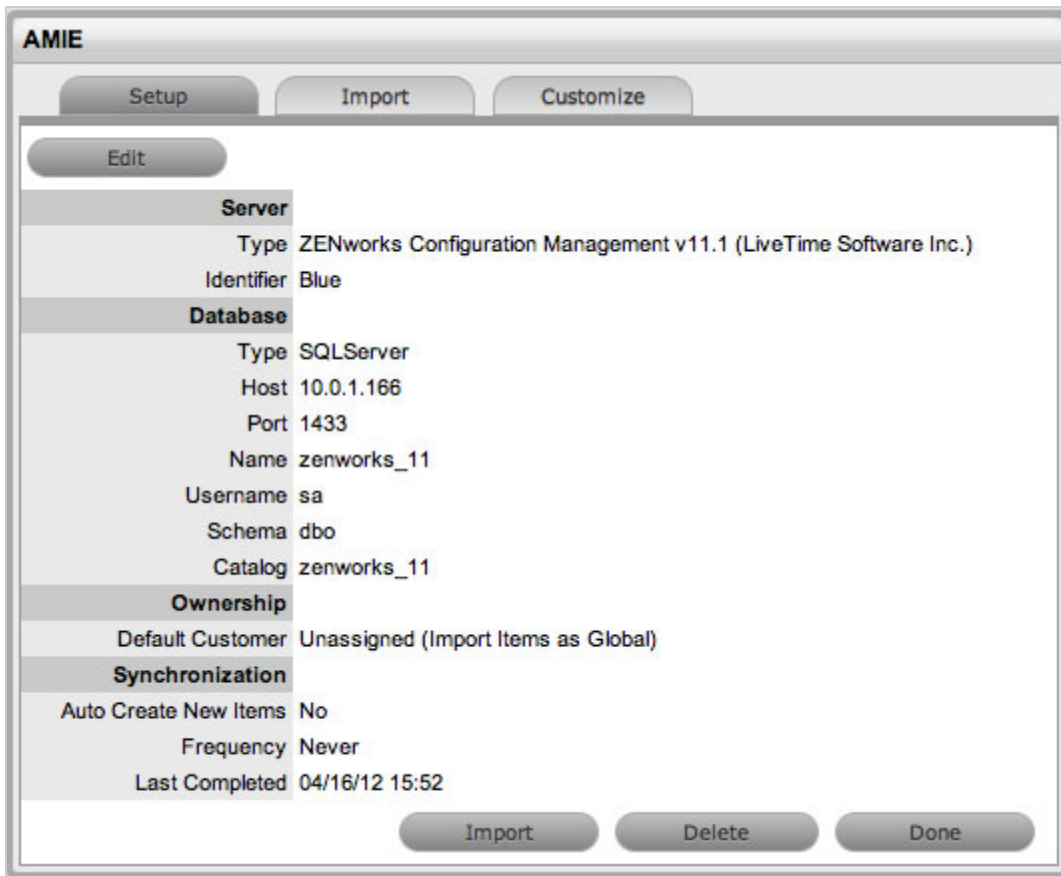 AMIE
Setup Import Customize
Edit
Server
Type ZENworks Configuration Management v11.1 (LiveTime Software Inc.)
Identifier Blue
Database
Type SQLServer
Host 10.0.1.166
Port 1433
Name zenworks_11
Username sa
Schema dbo
Catalog zenworks_11
Ownership
Default Customer Unassigned (Import Items as Global)
Synchronization
Auto Create New Items No
Frequency Never
Last Completed 04/16/12 15:52
Import Delete Done